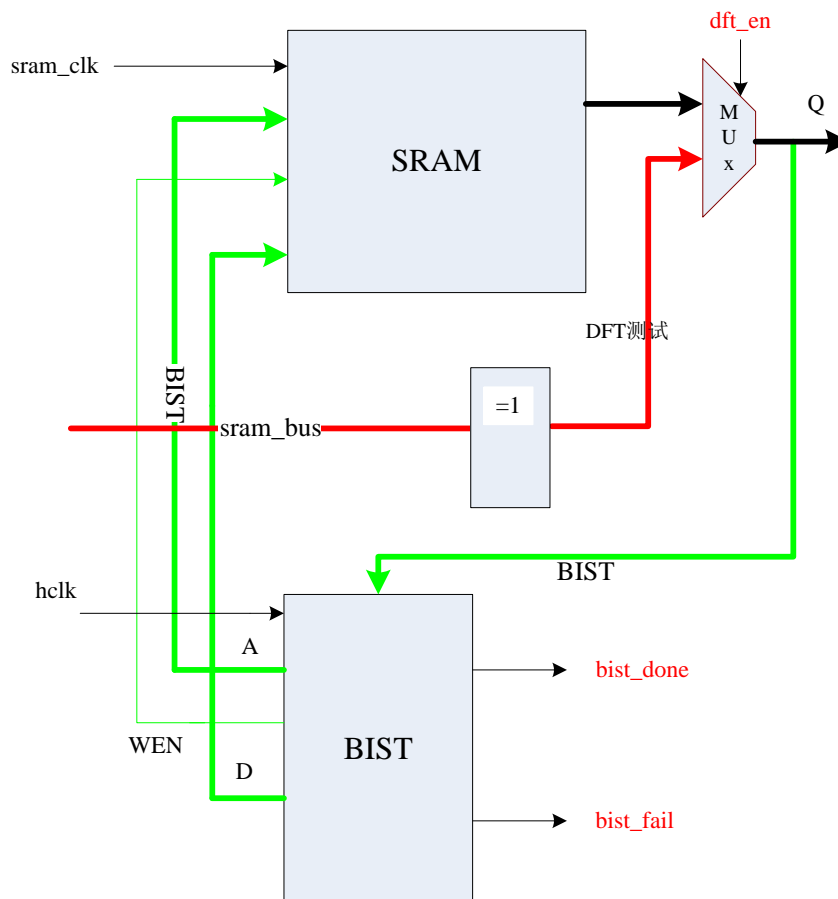 dft_en
sram_clk
Q
M
U
x
SRAM
DFT测试
BIST
=1
sram_bus
BIST
hclk
A
bist_done
WEN
BIST
D
bist_fail